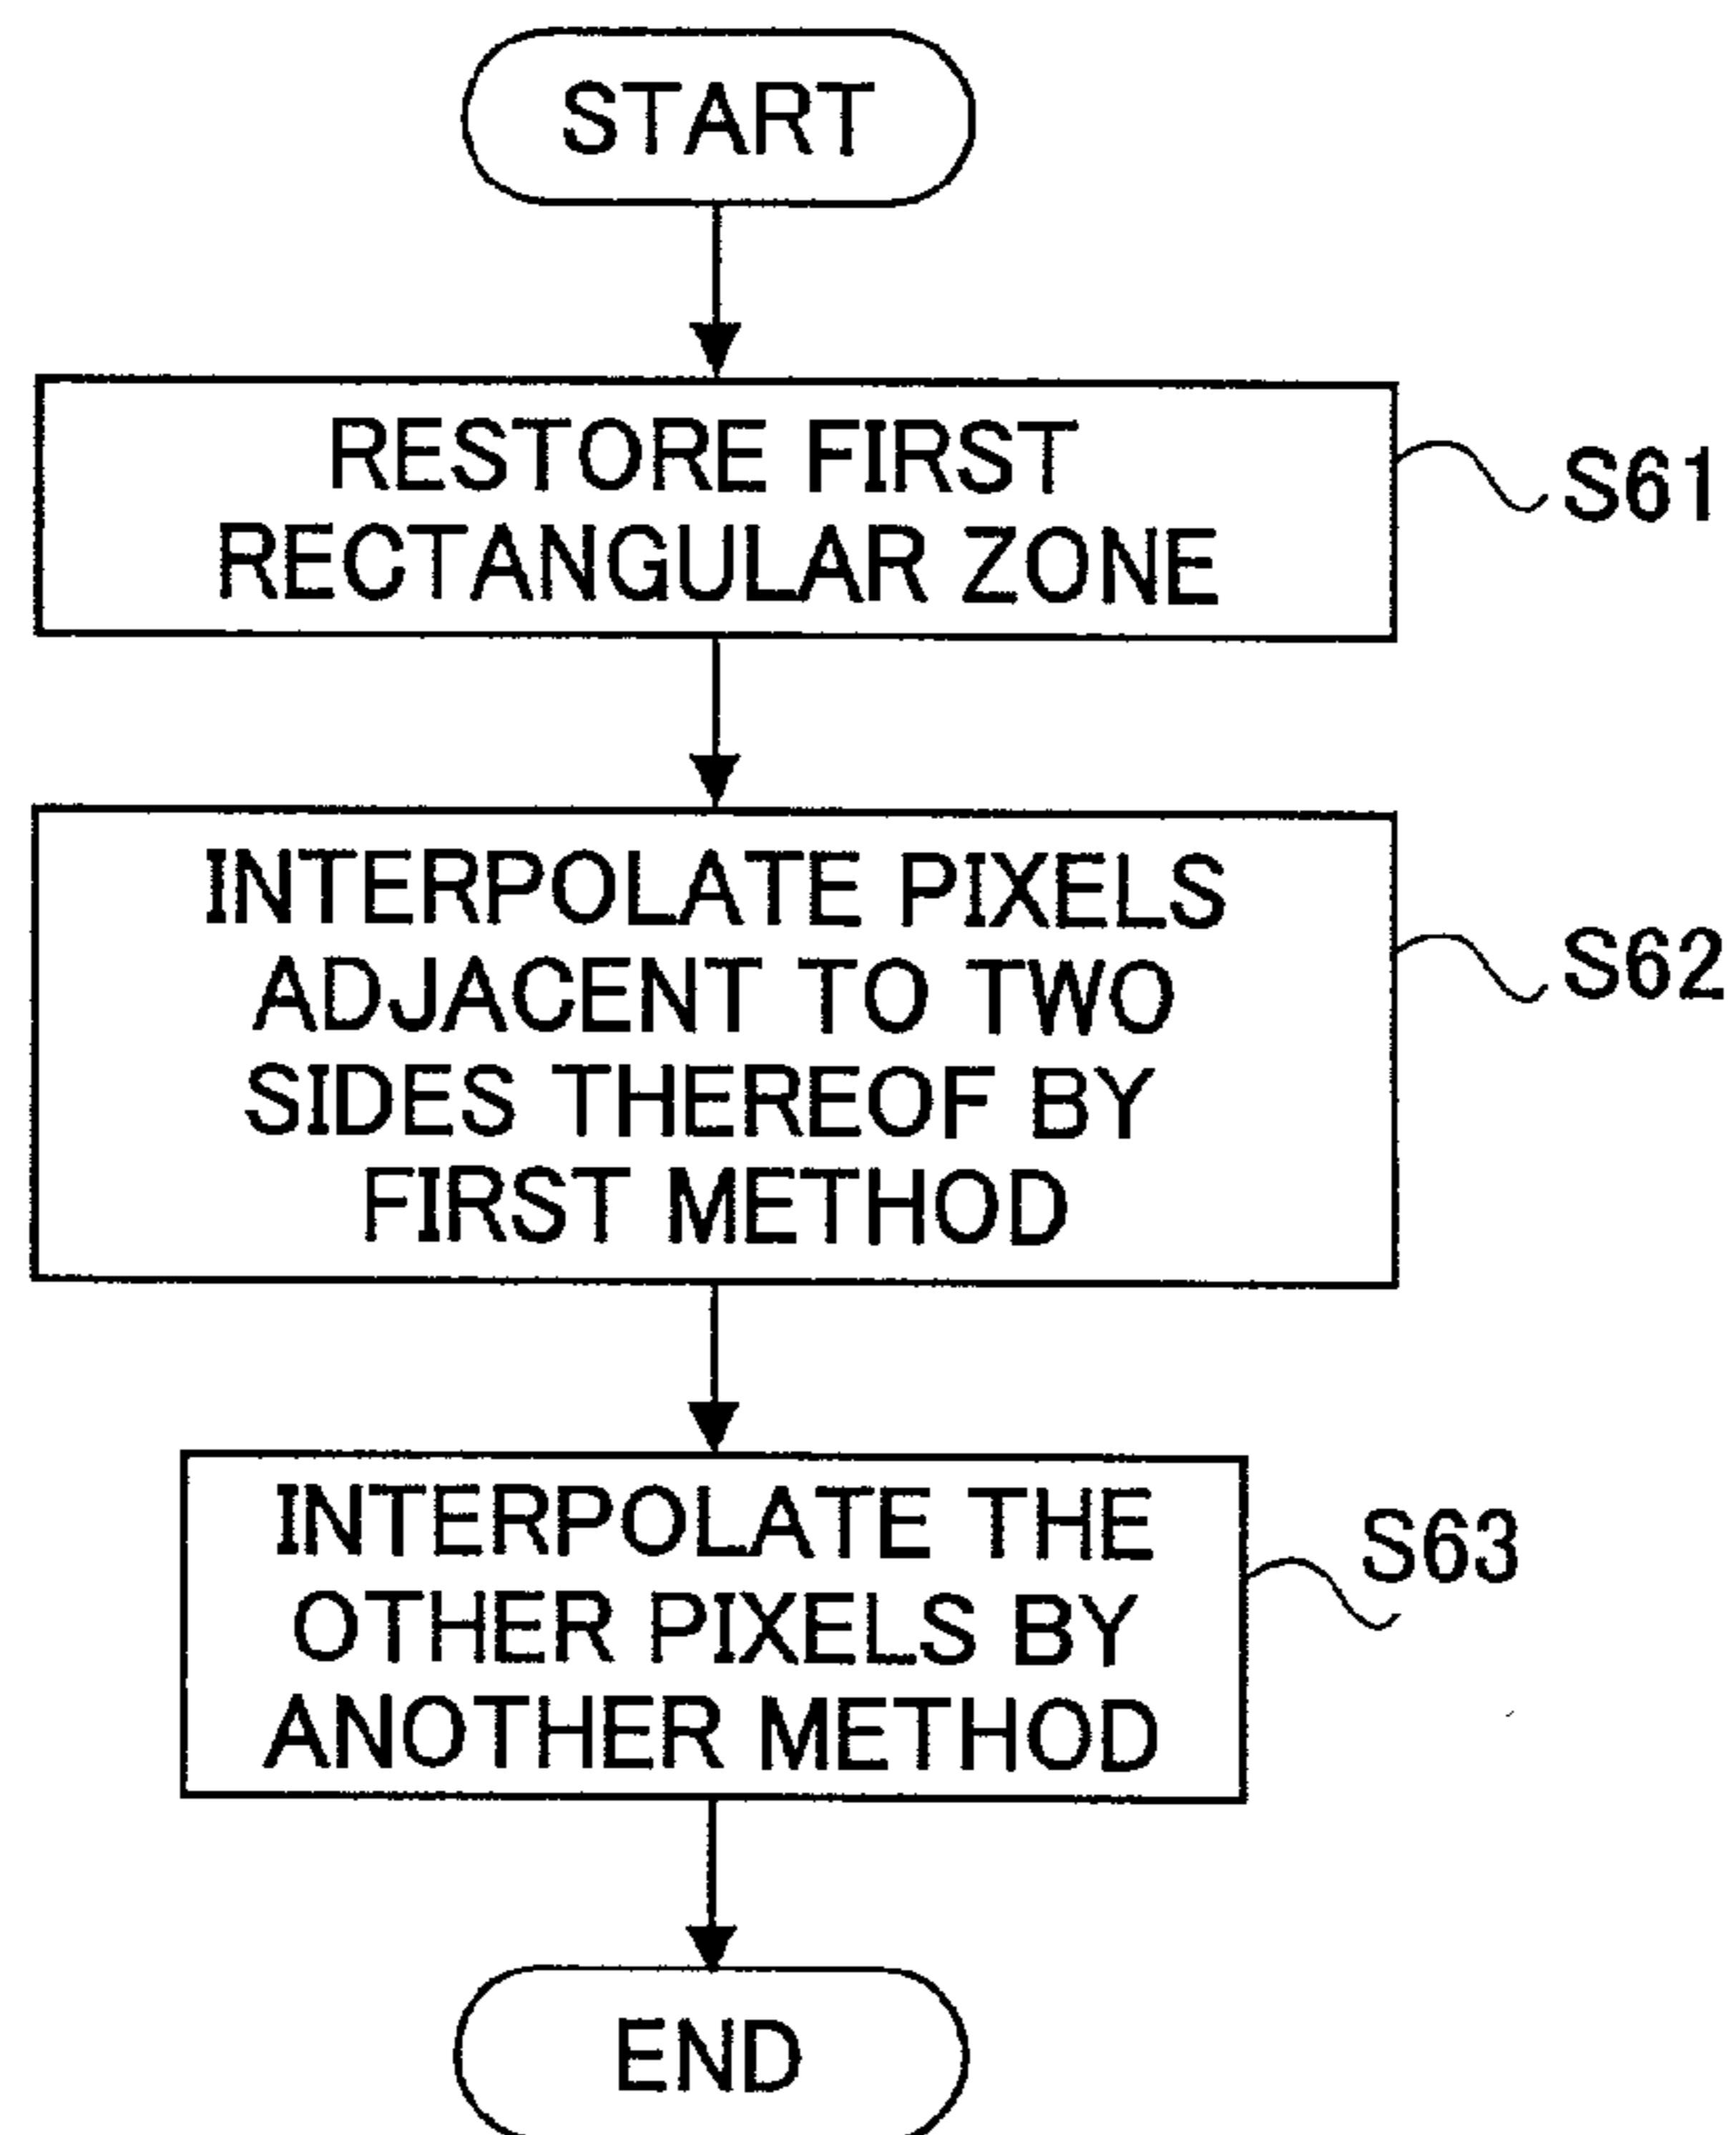 START
RESTORE FIRST
RECTANGULAR ZONE
S61
INTERPOLATE PIXELS
ADJACENT TO TWO
SIDES THEREOF BY
FIRST METHOD
S62
INTERPOLATE THE
OTHER PIXELS BY
ANOTHER METHOD
S63
END